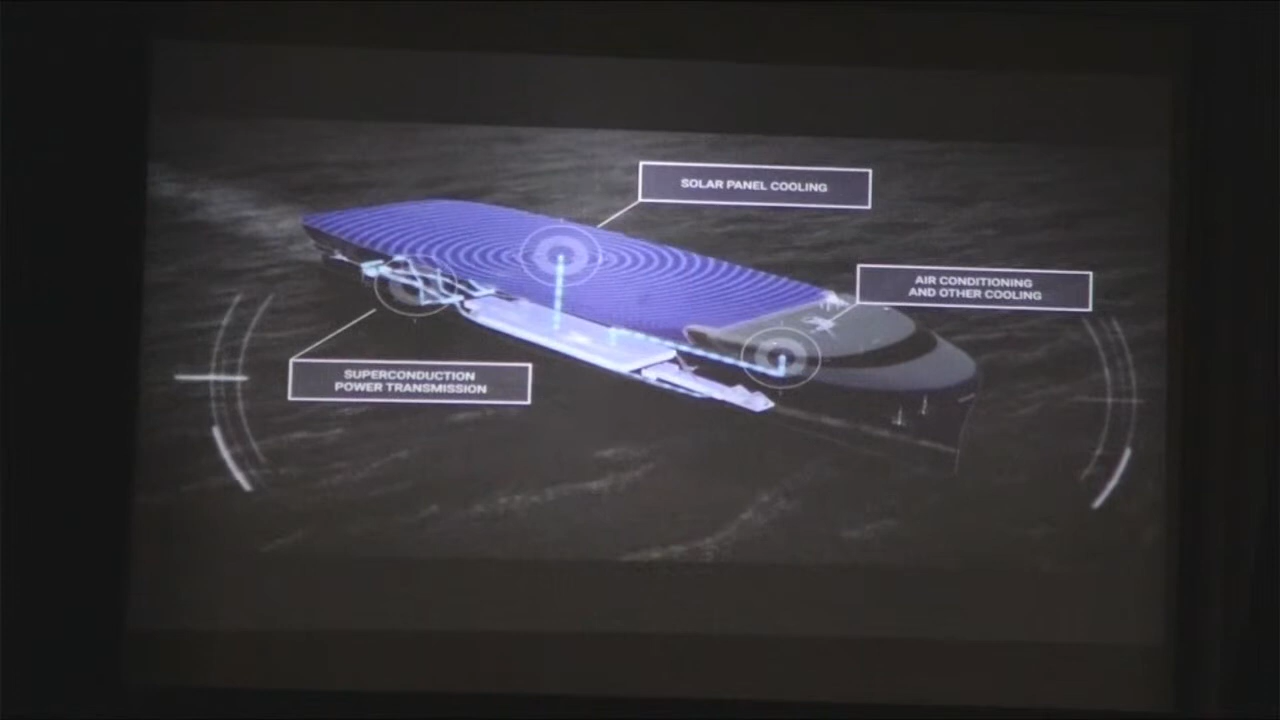 SOLAR PANEL COOLING
AIR CONDITIONING
AND OTHER COOLING
SUPERCONDUCTION
POWER TRANSMISSION